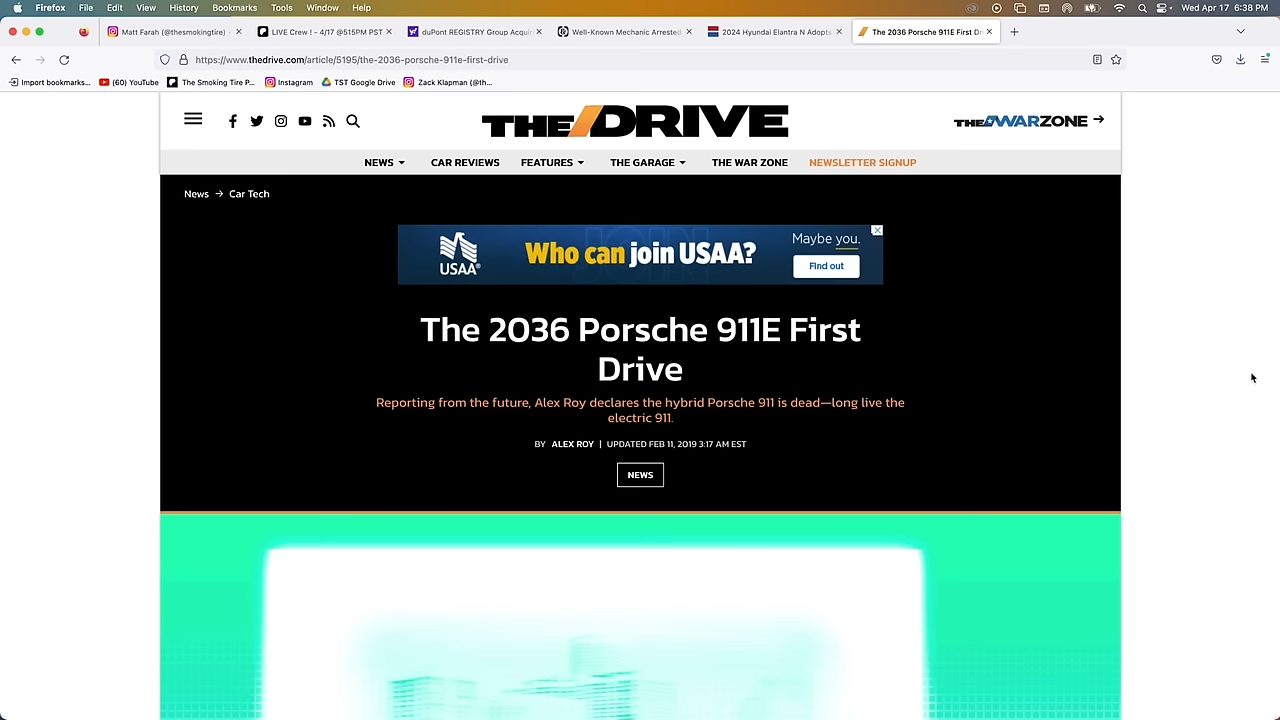 Firefox File Edit View History Bookmarks Tools Window Help Wed Apr 17 6:38 PM
Matt Farah (@thesmokingtire) · LIVE Crew ! - 4/17 @515PM PST duPont REGISTRY Group Acquir Well-Known Mechanic Arrested 2024 Hyundai Elantra N Adopts The 2036 Porsche 911E First Dri
https://www.thedrive.com/article/5195/the-2036-porsche-911e-first-drive
Import bookmarks... (60) YouTube The Smoking Tire P... Instagram TST Google Drive Zack Klapman (@th...
THE/DRIVE
THE WARZONE
NEWS CAR REVIEWS FEATURES THE GARAGE THE WAR ZONE NEWSLETTER SIGNUP
News → Car Tech
USAA®
Who can join USAA?
Maybe you.
Find out
The 2036 Porsche 911E First
Drive
Reporting from the future, Alex Roy declares the hybrid Porsche 911 is dead—long live the
electric 911.
BY ALEX ROY | UPDATED FEB 11, 2019 3:17 AM EST
NEWS